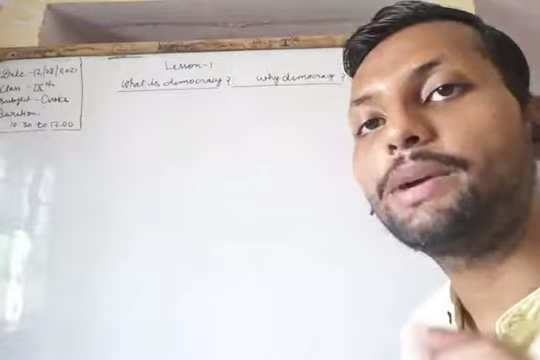 Date - 12/08/2021
Class - IXth
Subject - Civics
Duration
10:30 to 12:00
Lesson - 1
What is democracy? why democracy?